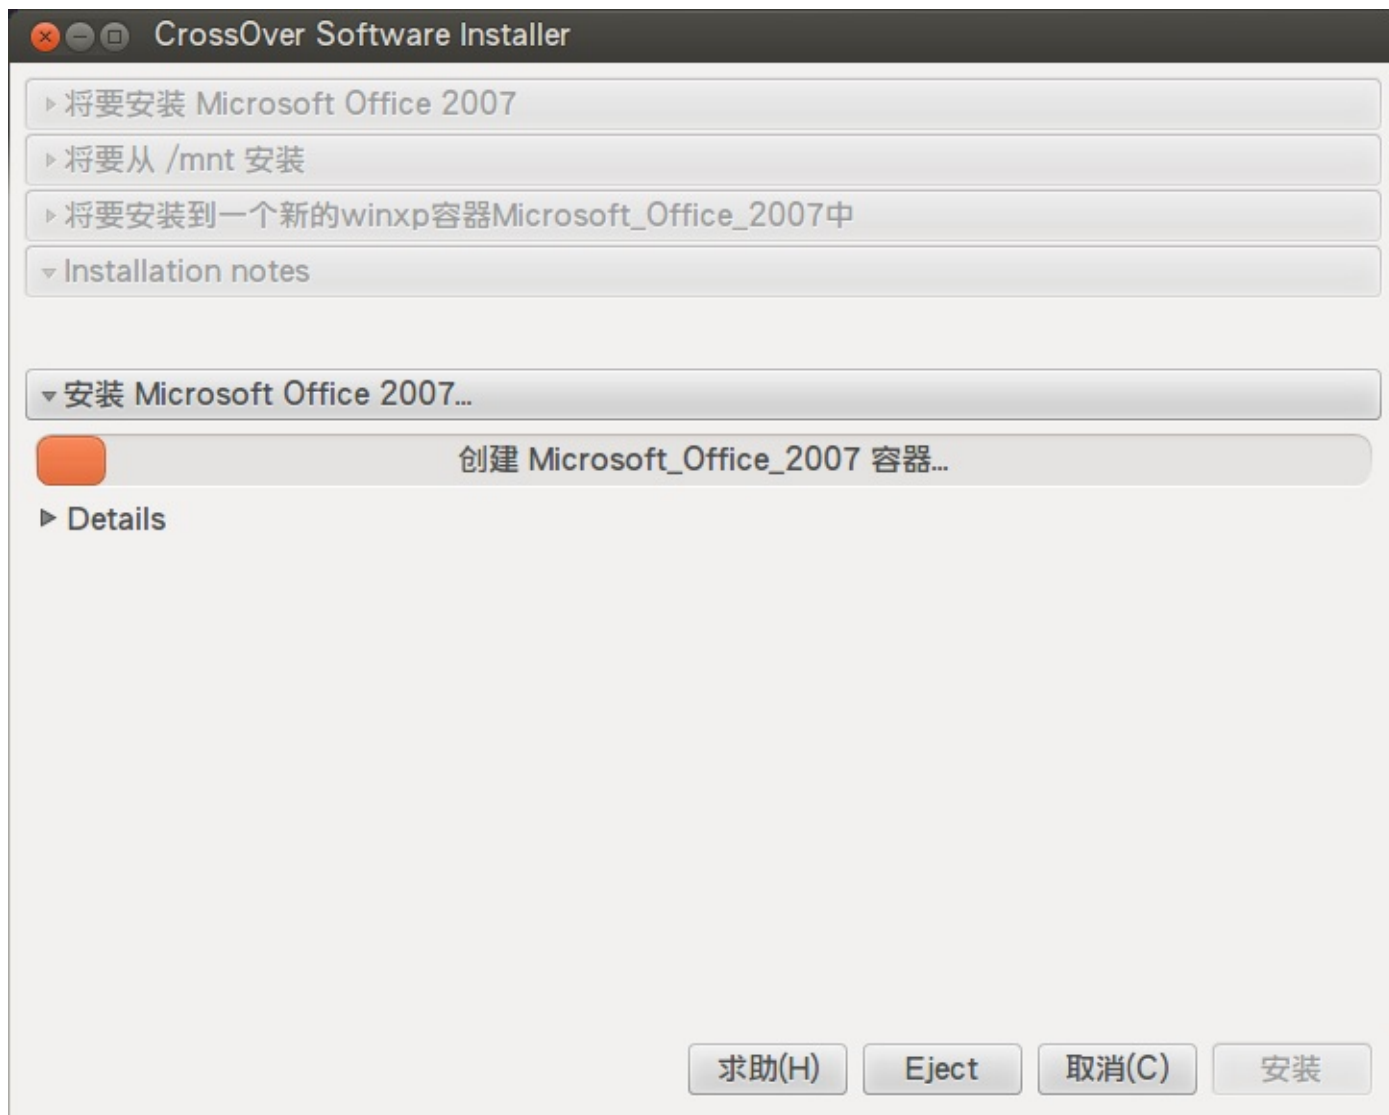 CrossOver Software Installer
将要安装 Microsoft Office 2007
将要从 /mnt 安装
将要安装到一个新的winxp容器Microsoft_Office_2007中
Installation notes
安装 Microsoft Office 2007...
创建 Microsoft_Office_2007 容器...
Details
求助(H) Eject 取消(C) 安装